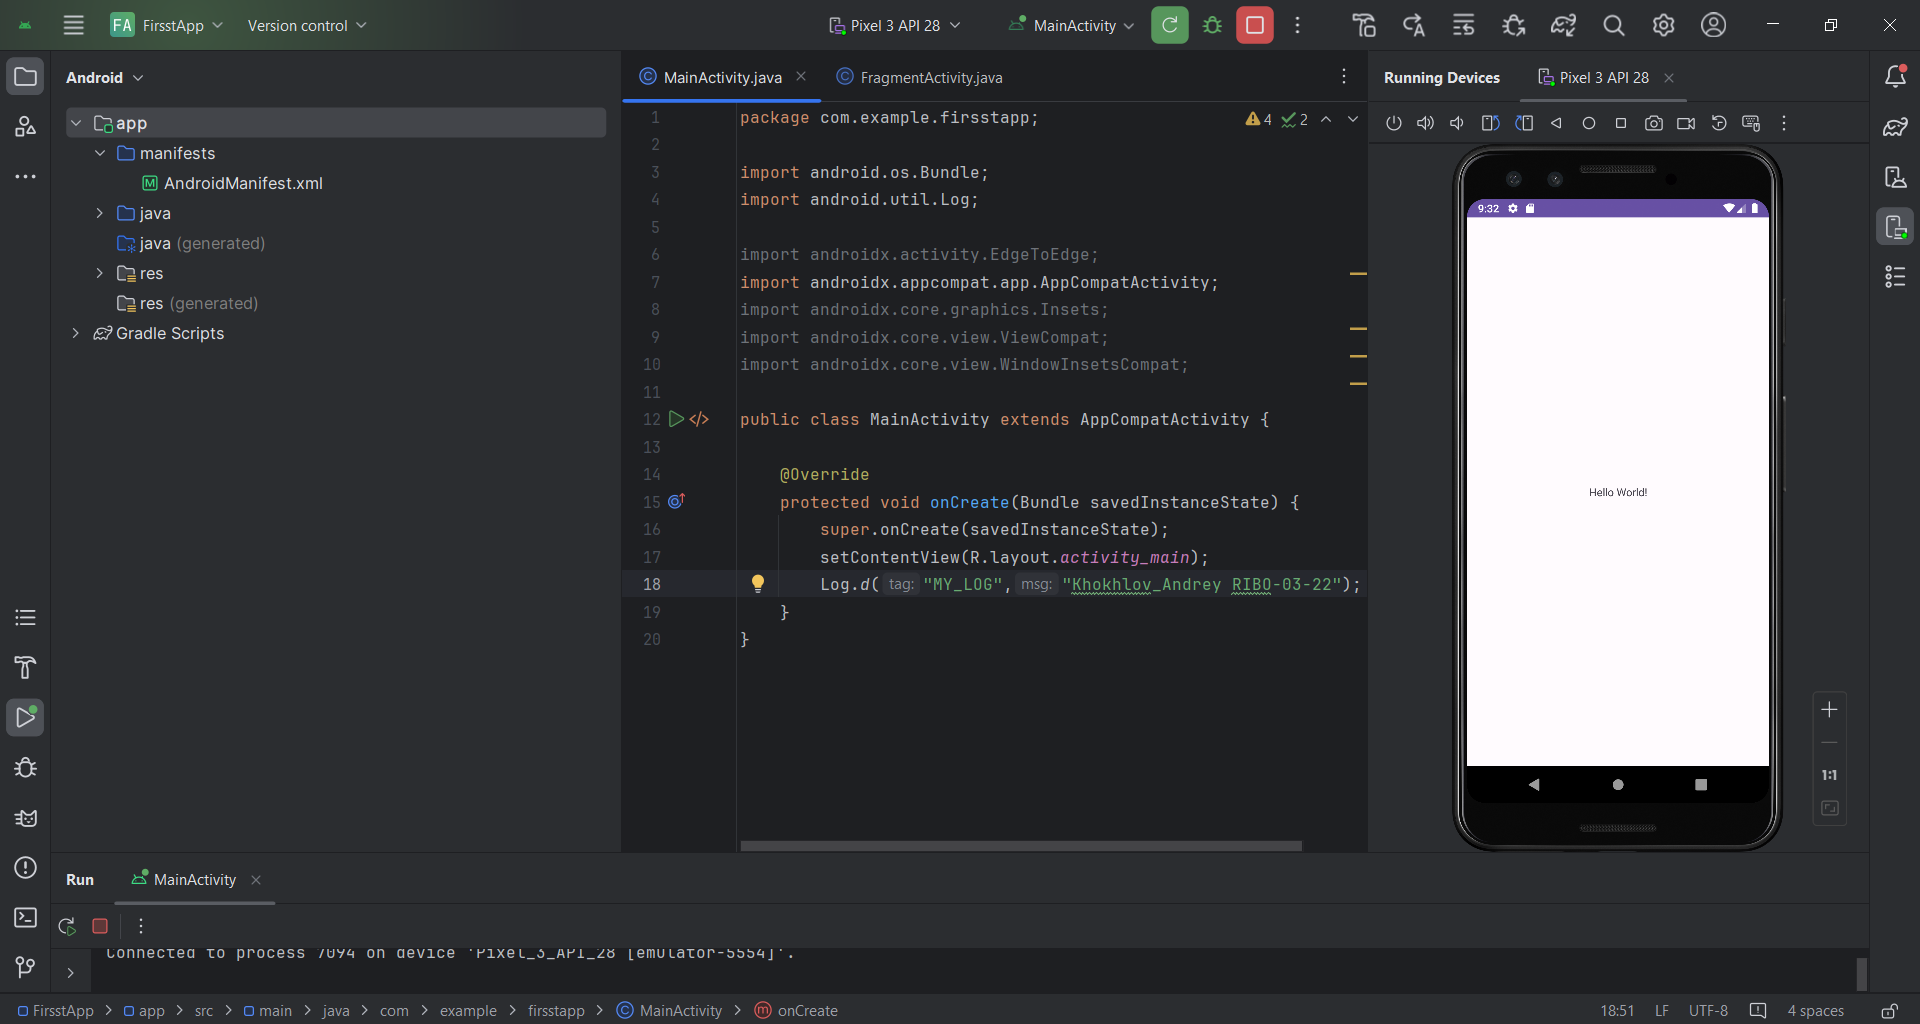 FA FirsstApp Version control Pixel 3 API 28 MainActivity
Android
app
manifests
AndroidManifest.xml
java
java (generated)
res
res (generated)
Gradle Scripts
MainActivity.java FragmentActivity.java
4 2
1 package com.example.firsstapp;
2
3 import android.os.Bundle;
4 import android.util.Log;
5
6 import androidx.activity.EdgeToEdge;
7 import androidx.appcompat.app.AppCompatActivity;
8 import androidx.core.graphics.Insets;
9 import androidx.core.view.ViewCompat;
10 import androidx.core.view.WindowInsetsCompat;
11
12 public class MainActivity extends AppCompatActivity {
13
14 @Override
15 protected void onCreate(Bundle savedInstanceState) {
16 super.onCreate(savedInstanceState);
17 setContentView(R.layout.activity_main);
18 Log.d( tag: "MY_LOG", msg: "Khokhlov_Andrey RIBO-03-22");
19 }
20 }
Running Devices Pixel 3 API 28
9:32
Hello World!
1:1
Run MainActivity
Connected to process 7094 on device 'Pixel_3_API_28 [emulator-5554]'.
FirsstApp app src main java com example firsstapp MainActivity onCreate
18:51 LF UTF-8 4 spaces